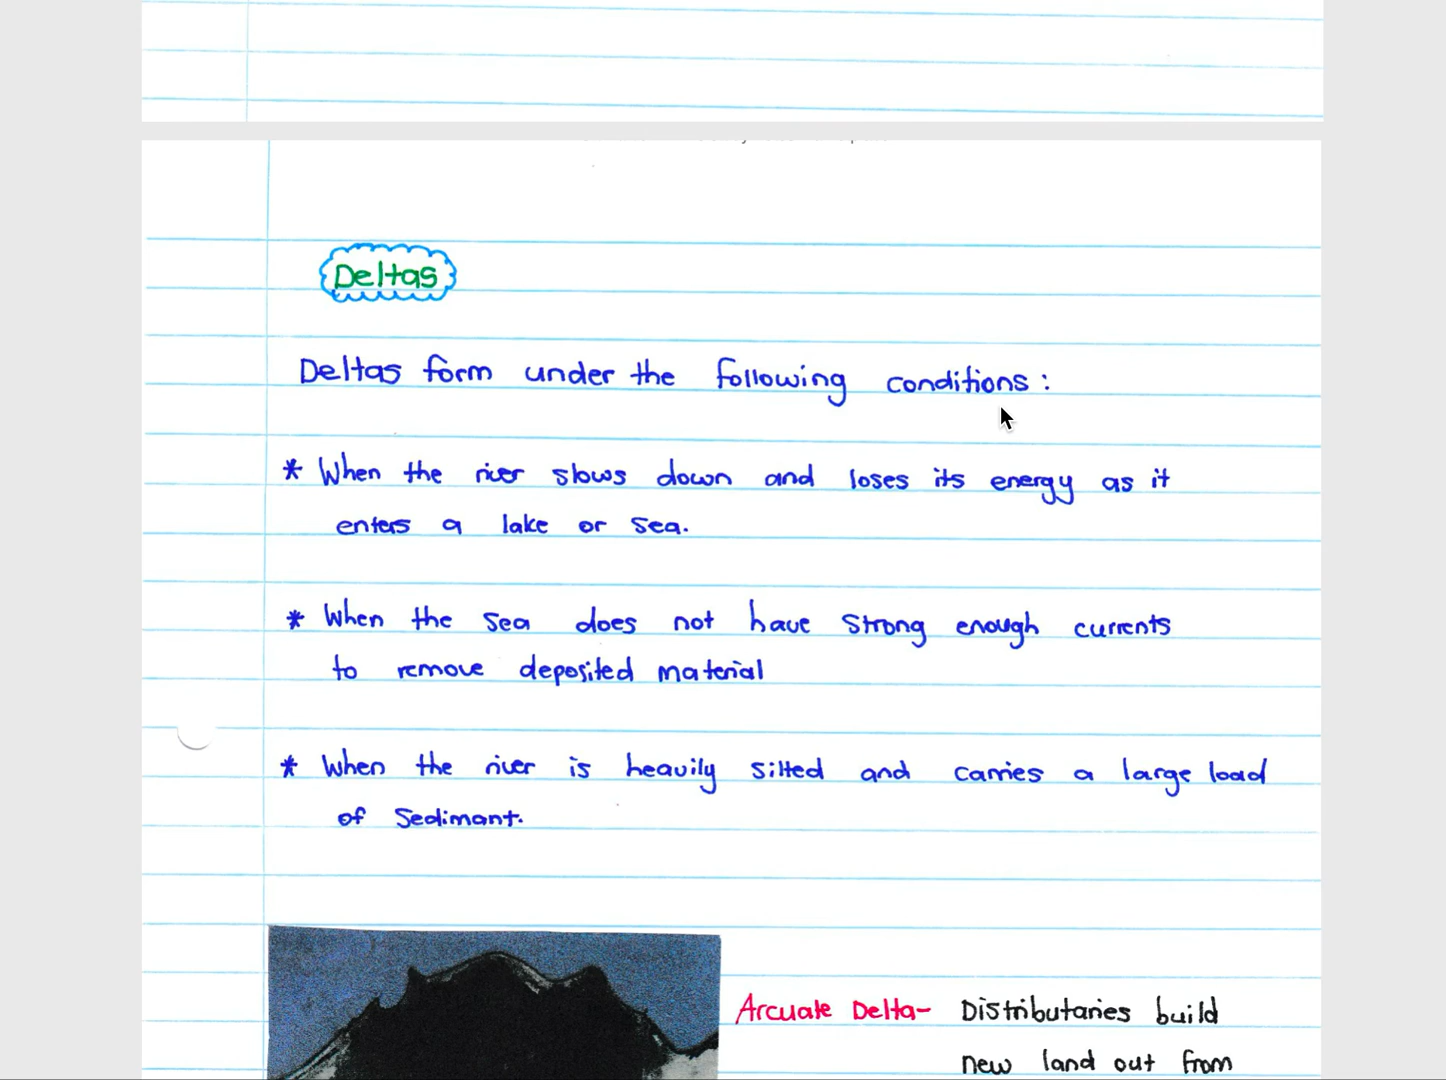 Deltas
Deltas form under the following conditions:
* When the river slows down and loses its energy as it
enters a lake or sea.
* When the sea does not have strong enough currents
to remove deposited material
* When the river is heavily silted and carries a large load
of Sedimant.
Arcuate Delta- Distributaries build
new land out from